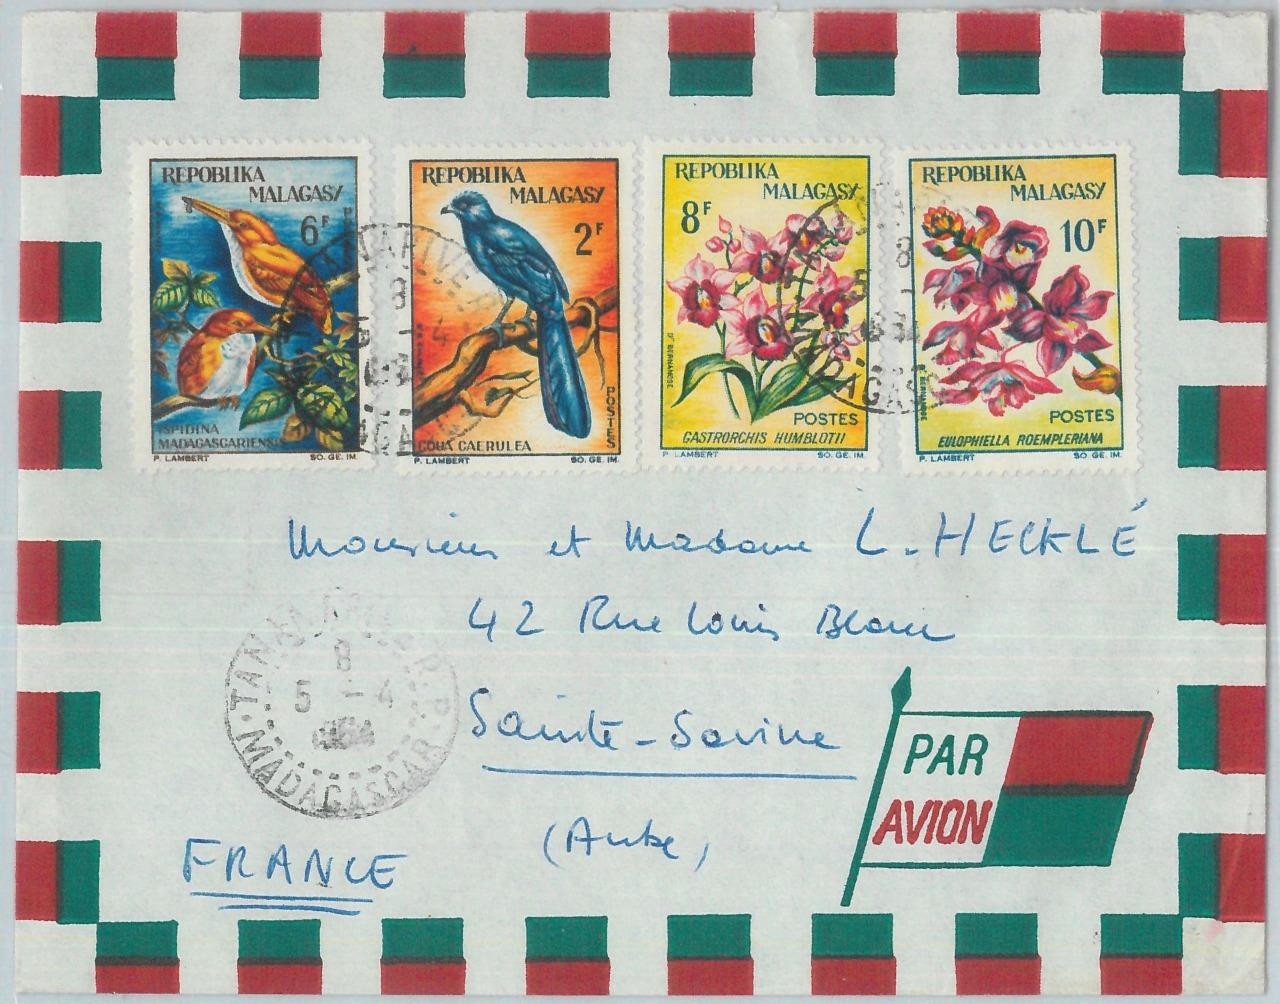 REPOBLIKA
MALAGASY
6F
ISPIDINA
MADAGASCARIENSIS
P. LAMBERT SO. GE. IM.
REPOBLIKA
MALAGASY
2F
POSTES
COUA CAERULEA
P. LAMBERT SO. GE. IM.
REPOBLIKA
MALAGASY
8F
Dr BERNANOSE
POSTES
GASTRORCHIS HUMBLOTII
P. LAMBERT SO. GE. IM.
REPOBLIKA
MALAGASY
10F
POSTES
EULOPHIELLA ROEMPLERIANA
P. LAMBERT SO. GE. IM.
Monsieur et Madame L. HECKLÉ
42 Rue Louis Blanc
Sainte-Savine
(Aube)
FRANCE
TANANARIVE R.P.
8
5 - 4
MADAGASCAR
PAR
AVION